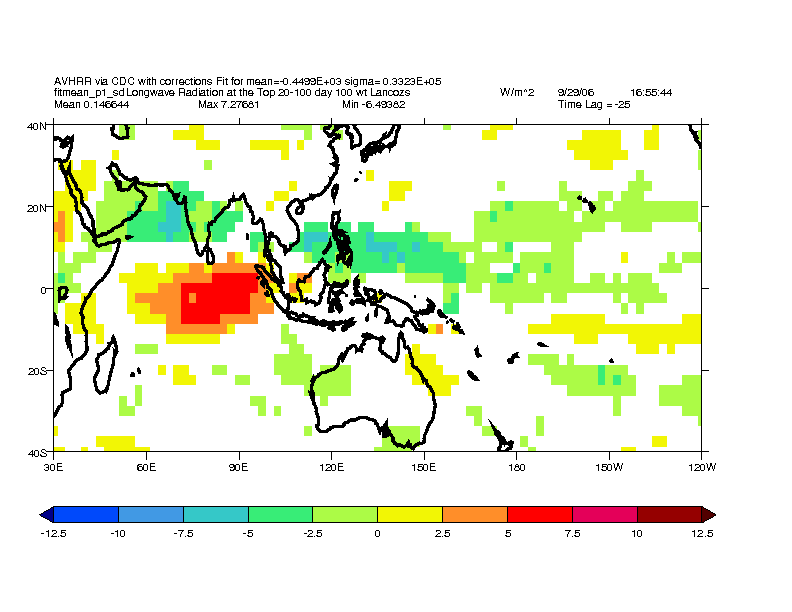 AVHRR via CDC with corrections Fit for mean=-0.4499E+03 sigma= 0.3323E+05
fitmean_p1_sd Longwave Radiation at the Top 20-100 day 100 wt Lancozs W/m^2 9/29/06 16:55:44
Mean 0.146644 Max 7.27681 Min -6.49382 Time Lag = -25
40N
20N
0
20S
40S
30E 60E 90E 120E 150E 180 150W 120W
-12.5 -10 -7.5 -5 -2.5 0 2.5 5 7.5 10 12.5